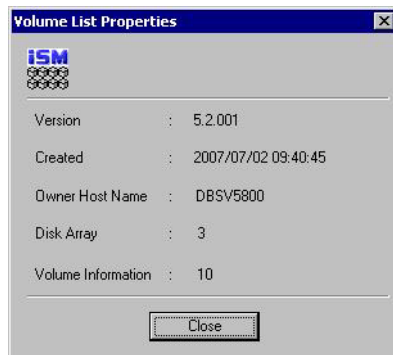 Volume List Properties
iSM
Version : 5.2.001
Created : 2007/07/02 09:40:45
Owner Host Name : DBSV5800
Disk Array : 3
Volume Information : 10
Close